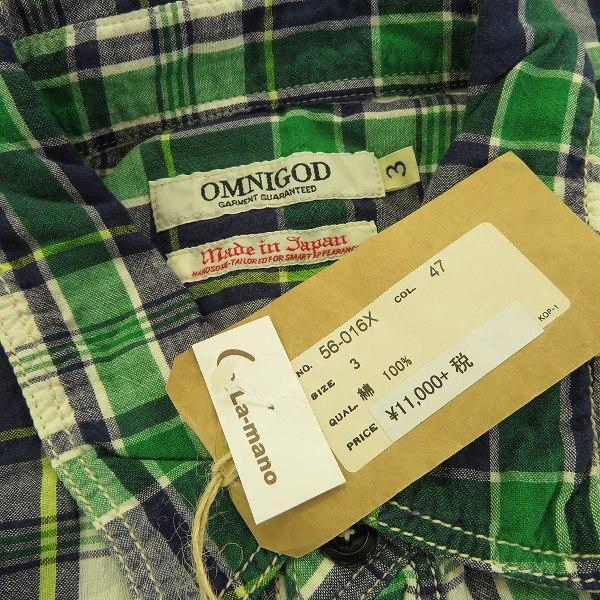 OMNIGOD
GARMENT GUARANTEED
3
Made in Japan
HANDSOME-TAILORED FOR SMART APPEARANCE
NO. 56-016X COL. 47
SIZE 3
QUAL. 綿 100%
PRICE ¥11,000+ 税
KOP-1
La-mano